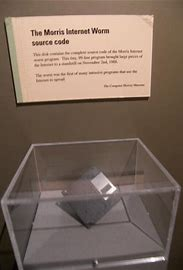 The Morris Internet Worm
source code
This disk contains the complete source code of the Morris Internet
worm program. This tiny, 99-line program brought large pieces of
the Internet to a standstill on November 2nd, 1988.
The worm was the first of many intrusive programs that use the
Internet to spread.
The Computer History Museum